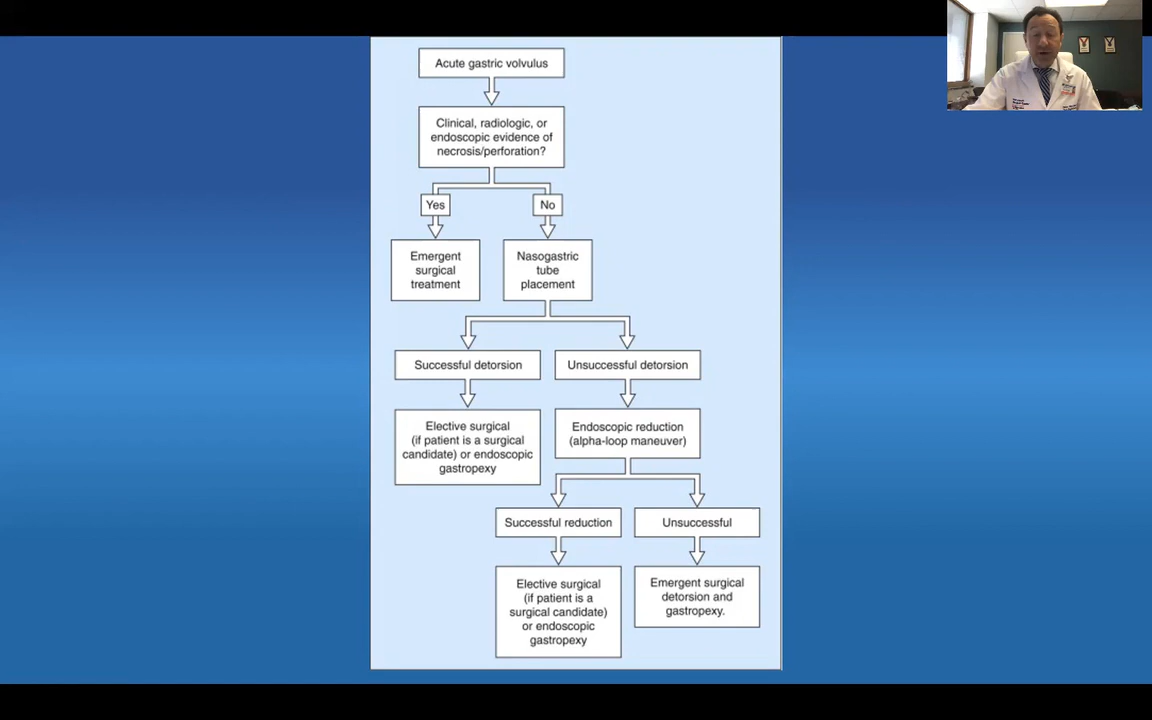 Acute gastric volvulus
Clinical, radiologic, or
endoscopic evidence of
necrosis/perforation?
Yes
No
Emergent
surgical
treatment
Nasogastric
tube
placement
Successful detorsion
Unsuccessful detorsion
Elective surgical
(if patient is a surgical
candidate) or endoscopic
gastropexy
Endoscopic reduction
(alpha-loop maneuver)
Successful reduction
Unsuccessful
Elective surgical
(if patient is a
surgical candidate)
or endoscopic
gastropexy
Emergent surgical
detorsion and
gastropexy.